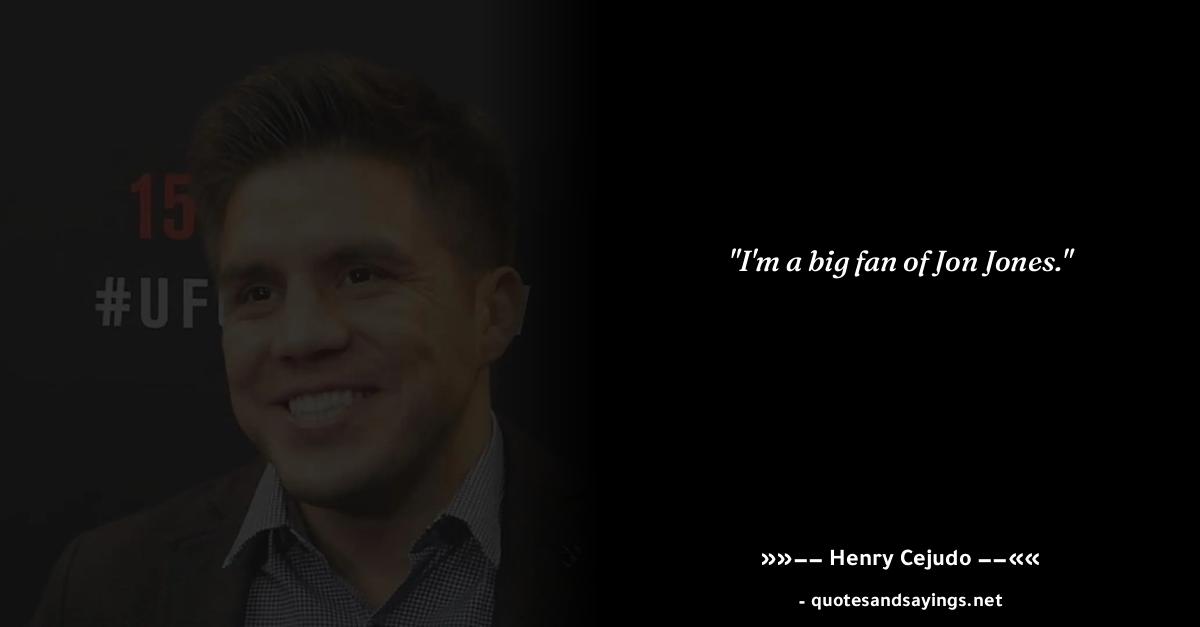 15
#UF
"I'm a big fan of Jon Jones."
»»−− Henry Cejudo −−««
- quotesandsayings.net